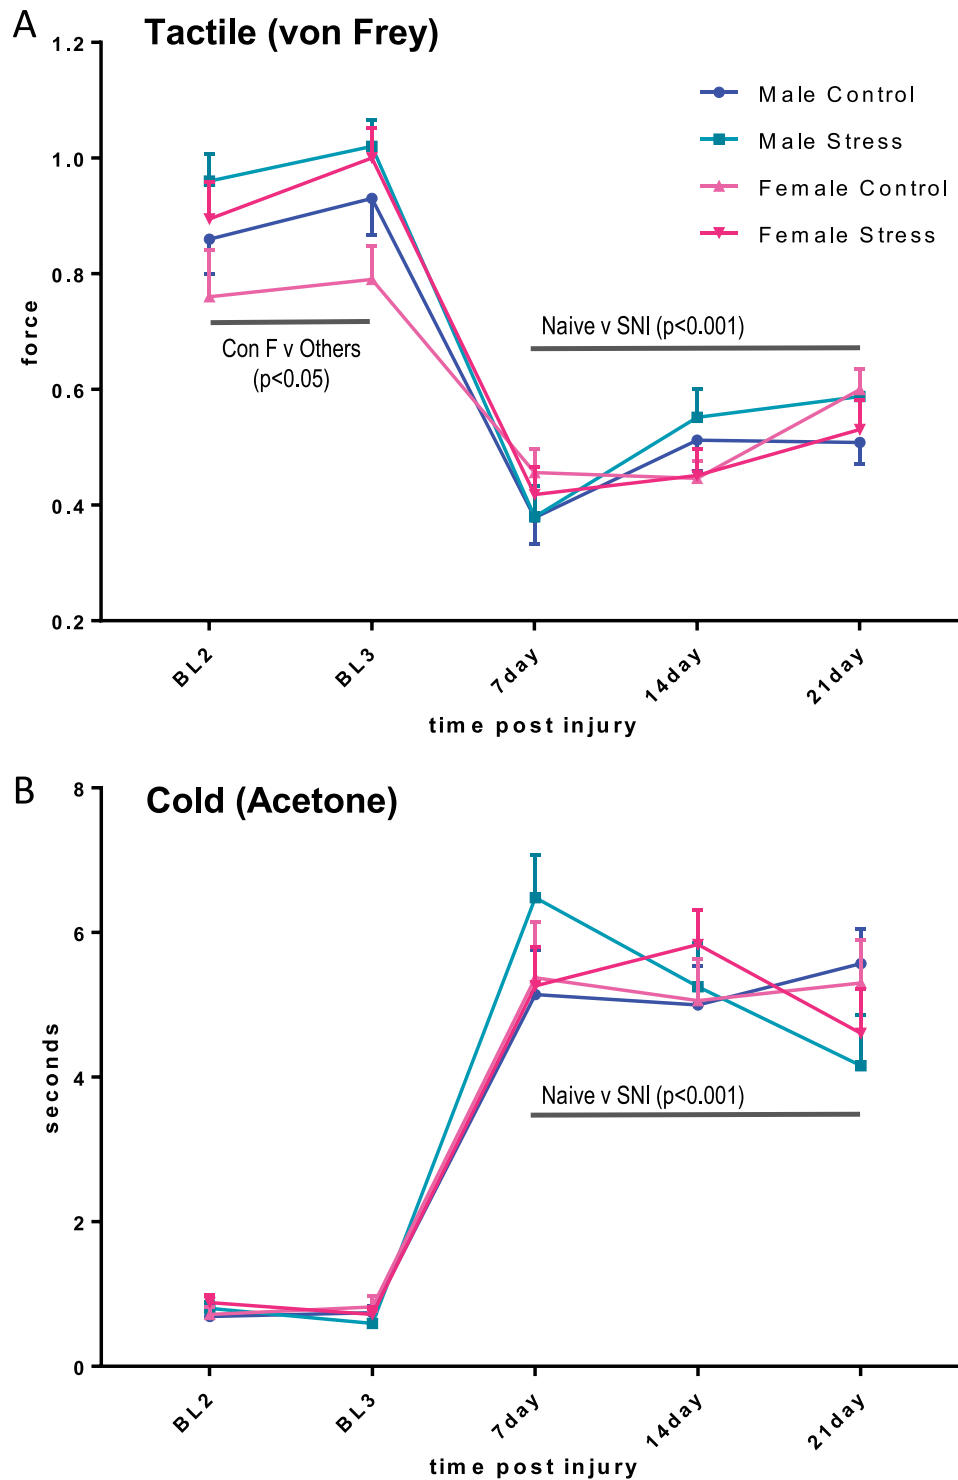 A
Tactile (von Frey)
1.2
1.0
0.8
0.6
0.4
0.2
force
Male Control
Male Stress
Female Control
Female Stress
Con F v Others
(p<0.05)
Naive v SNI (p<0.001)
BL2
BL3
7day
14day
21day
time post injury
B
Cold (Acetone)
8
6
4
2
0
seconds
Naive v SNI (p<0.001)
BL2
BL3
7day
14day
21day
time post injury